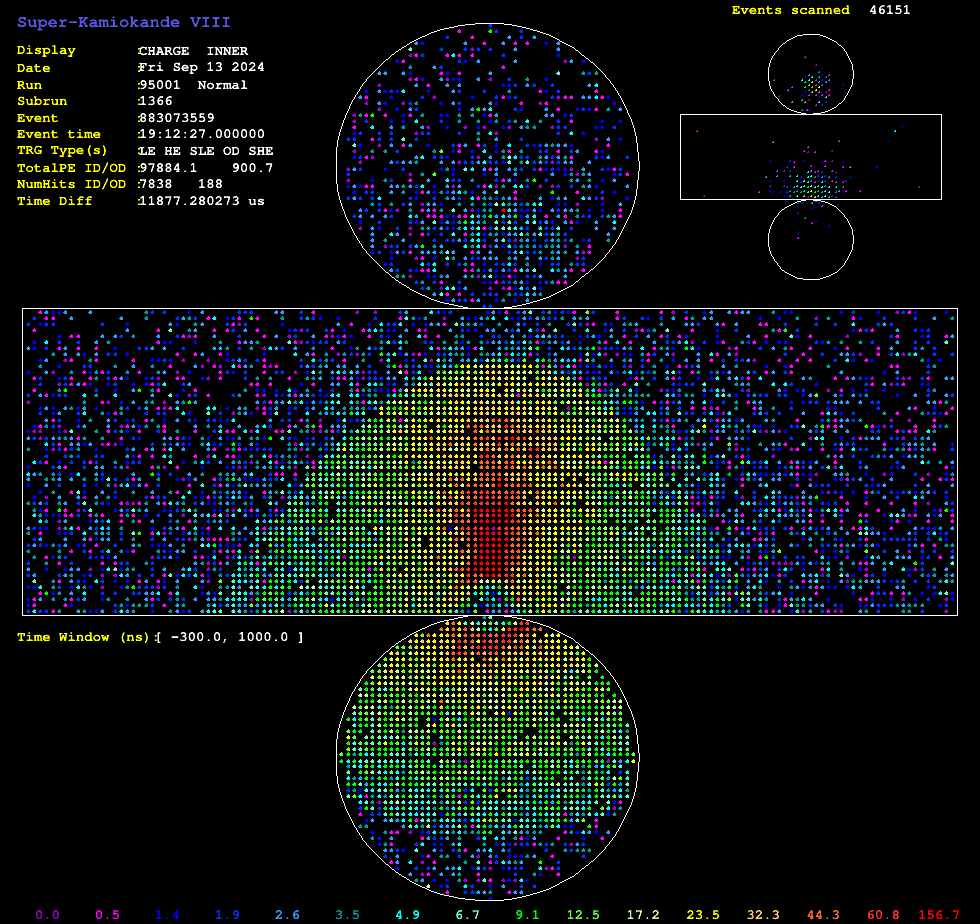 Super-Kamiokande VIII
Events scanned 46151
Display :CHARGE INNER
Date :Fri Sep 13 2024
Run :95001 Normal
Subrun :1366
Event :883073559
Event time :19:12:27.000000
TRG Type(s) :LE HE SLE OD SHE
TotalPE ID/OD :97884.1 900.7
NumHits ID/OD :7838 188
Time Diff :11877.280273 us
Time Window (ns):[ -300.0, 1000.0 ]
0.0 0.5 1.4 1.9 2.6 3.5 4.9 6.7 9.1 12.5 17.2 23.5 32.3 44.3 60.8 156.7